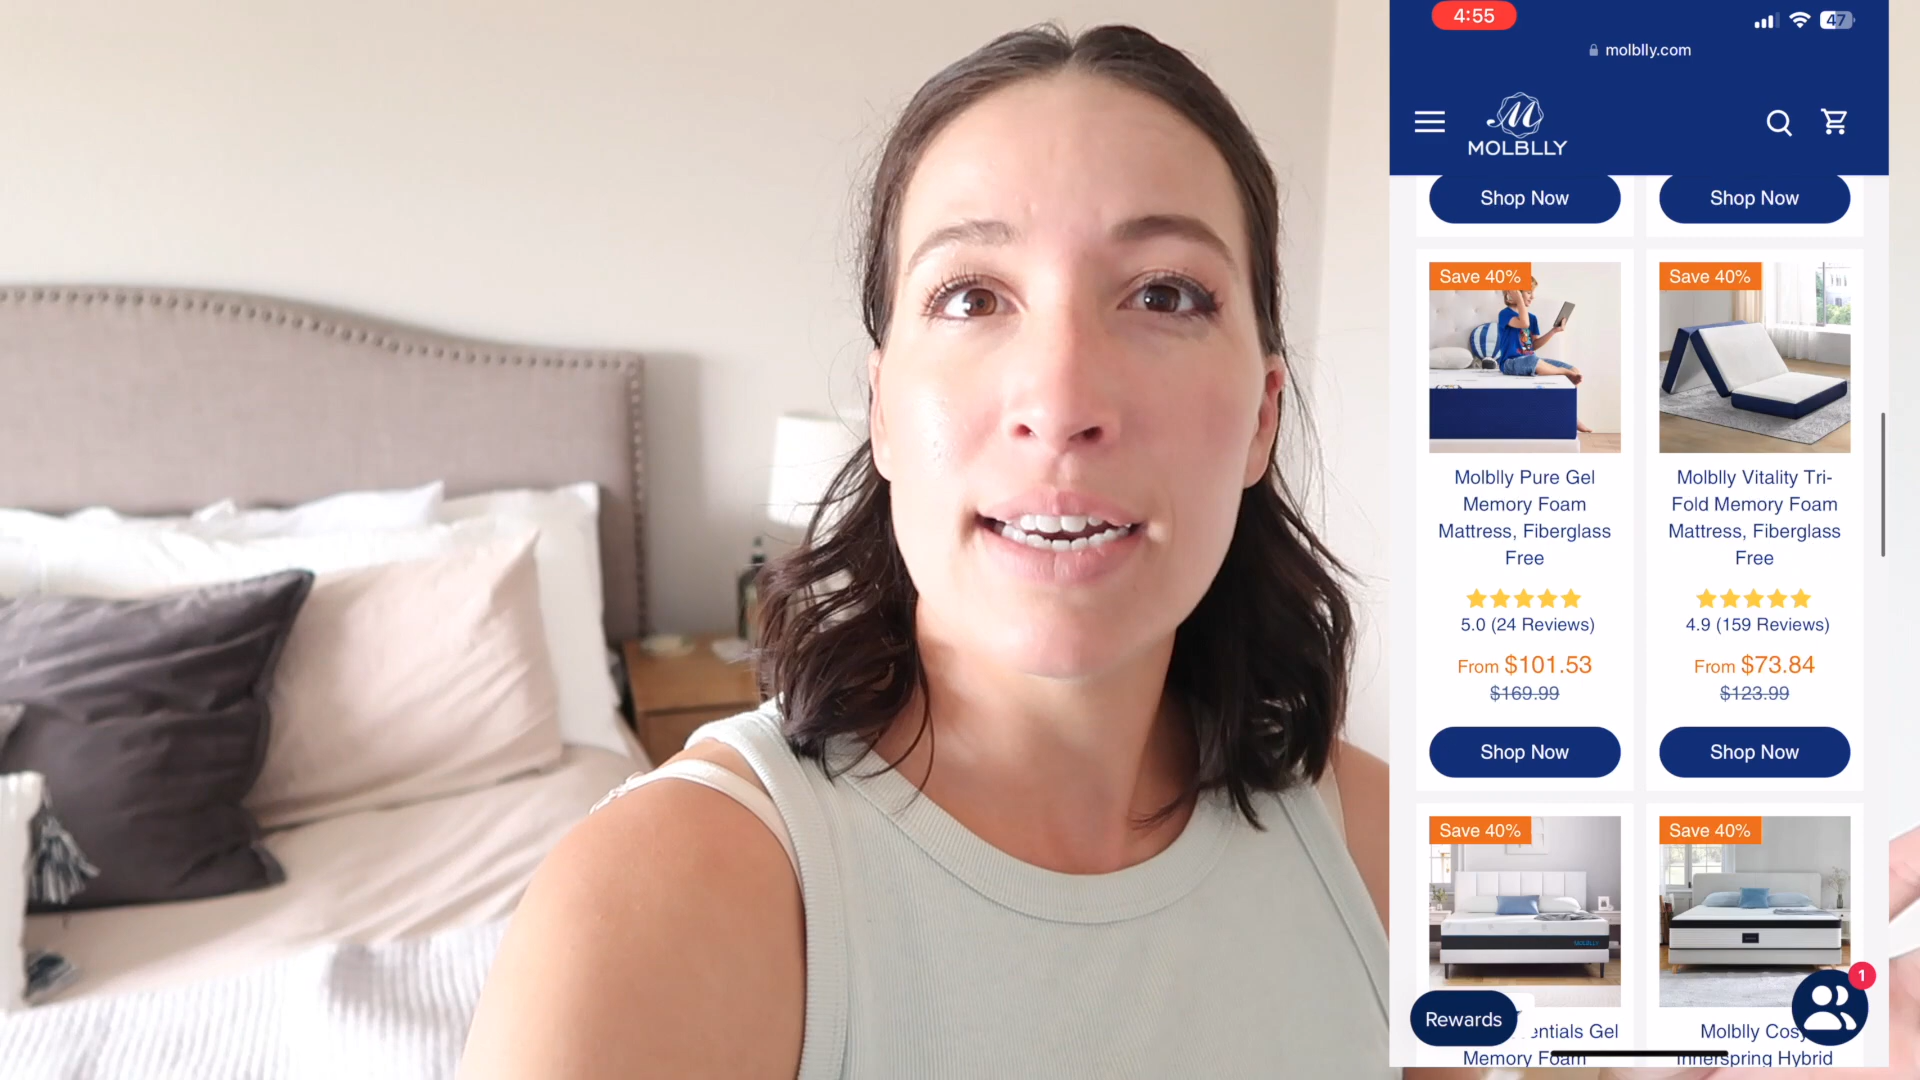 4:55
47
molblly.com
M
MOLBLLY
Shop Now
Shop Now
Save 40%
Save 40%
Molblly Pure Gel
Memory Foam
Mattress, Fiberglass
Free
5.0 (24 Reviews)
From $101.53
$169.99
Shop Now
Molblly Vitality Tri-
Fold Memory Foam
Mattress, Fiberglass
Free
4.9 (159 Reviews)
From $73.84
$123.99
Shop Now
Save 40%
Save 40%
MOLBLLY
1
Rewards
entials Gel
Memory Foam
Molblly Cos
Innerspring Hybrid